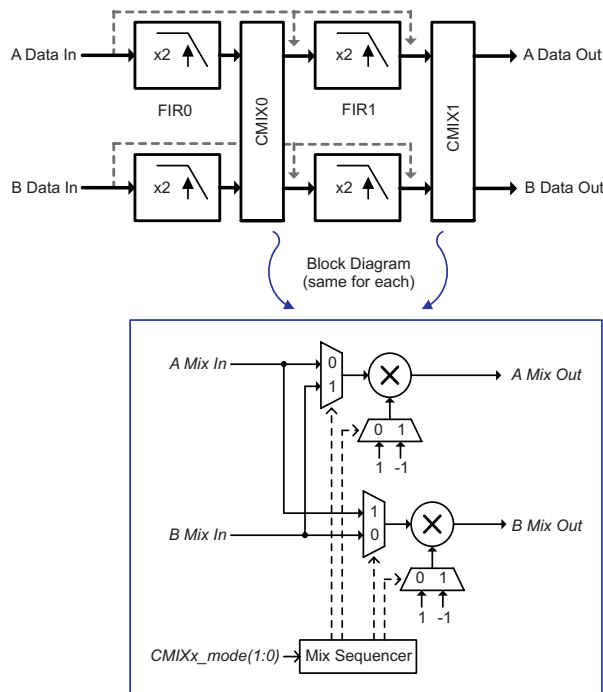 A Data In
x2
FIR0
CMIX0
x2
FIR1
CMIX1
A Data Out
B Data In
x2
x2
B Data Out
Block Diagram
(same for each)
A Mix In
0
1
A Mix Out
0 1
1 -1
B Mix In
1
0
B Mix Out
0 1
1 -1
CMIXx_mode(1:0)
Mix Sequencer